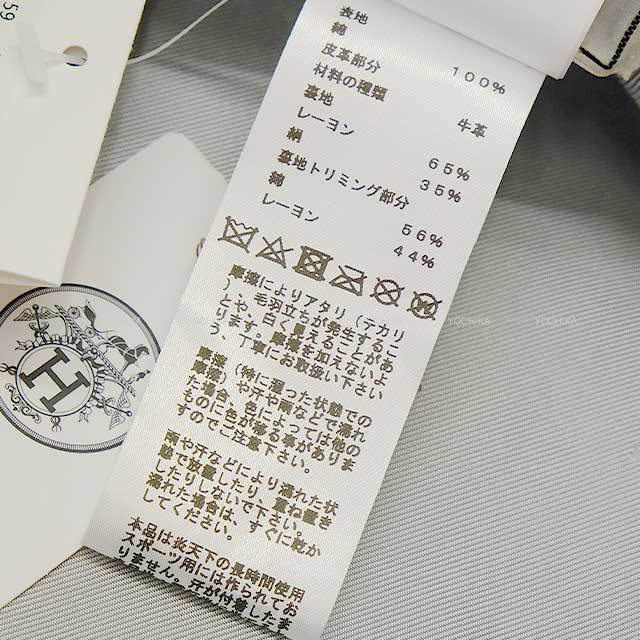 59
表地
綿 100%
皮革部分
材料の種類 牛革
裏地
レーヨン 65%
絹 35%
裏地トリミング部分
綿 56%
レーヨン 44%
摩擦によりアタリ（テカリ
）や、毛羽立ちが発生するこ
とや、白く見えることがあ
ります。摩擦を加えないよ
う、丁寧にお取扱い下さい
摩擦（特に湿った状態での
摩擦）や汗や雨などで濡れ
た場合、色によっては他の
ものに色が移る事がありま
すのでご注意下さい。
雨や汗などにより濡れた状
態で放置したり、重ね置き
したりしないで下さい。
濡れた場合は、すぐに乾か
してください。
本品は炎天下の長時間使用
スポーツ用には作られてお
りません。汗が付着したま
H